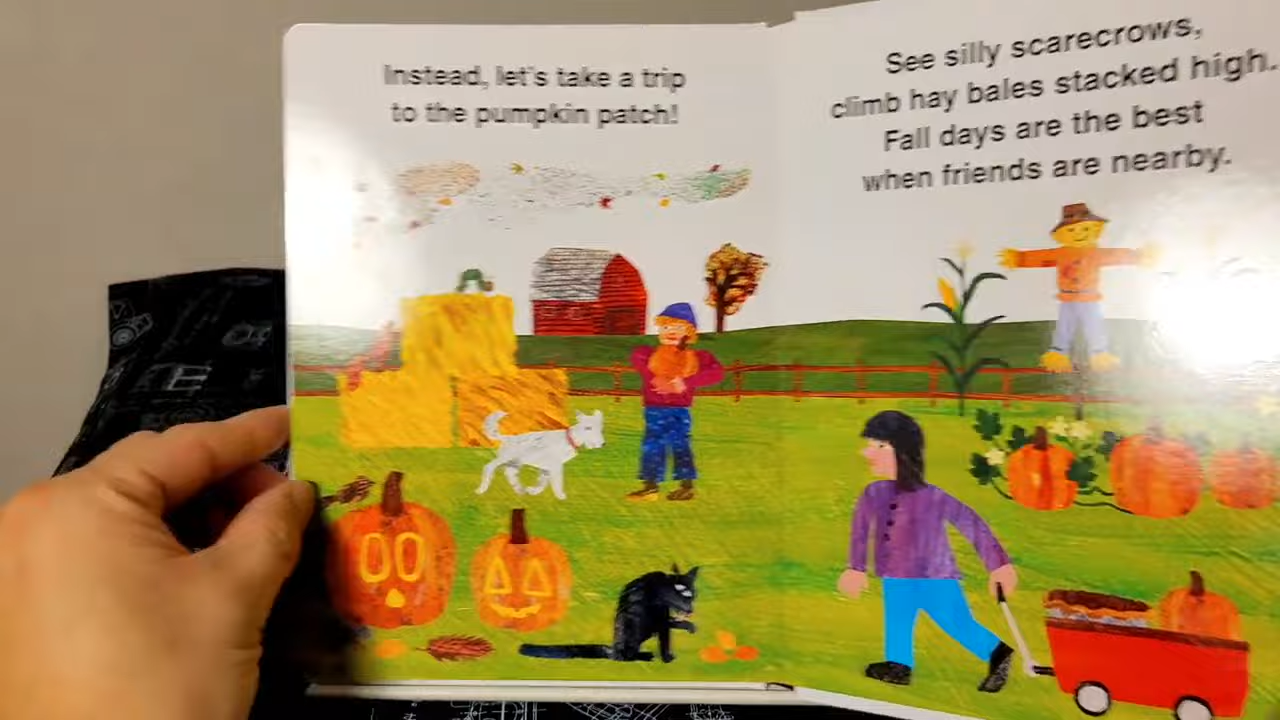 Instead, let's take a trip
to the pumpkin patch!
See silly scarecrows,
climb hay bales stacked high.
Fall days are the best
when friends are nearby.